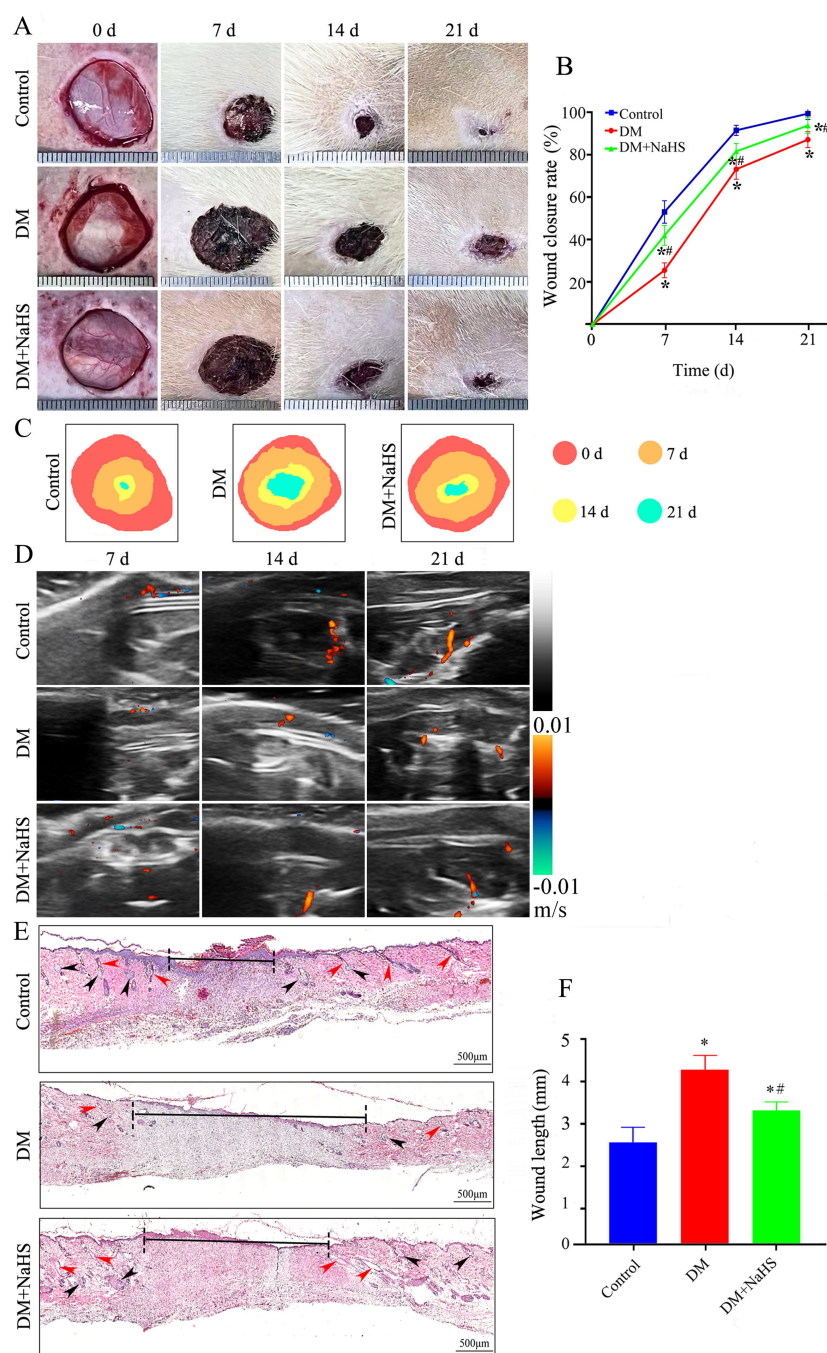 A
0 d
7 d
14 d
21 d
Control
DM
DM+NaHS
B
Wound closure rate (%)
100
80
60
40
20
0
7
14
21
Time (d)
Control
DM
DM+NaHS
*#
*
*#
*
*#
*
C
Control
DM
DM+NaHS
0 d
7 d
14 d
21 d
D
7 d
14 d
21 d
Control
DM
DM+NaHS
0.01
-0.01
m/s
E
Control
500μm
DM
500μm
DM+NaHS
500μm
F
Wound length (mm)
5
4
3
2
1
0
*
*#
Control
DM
DM+NaHS